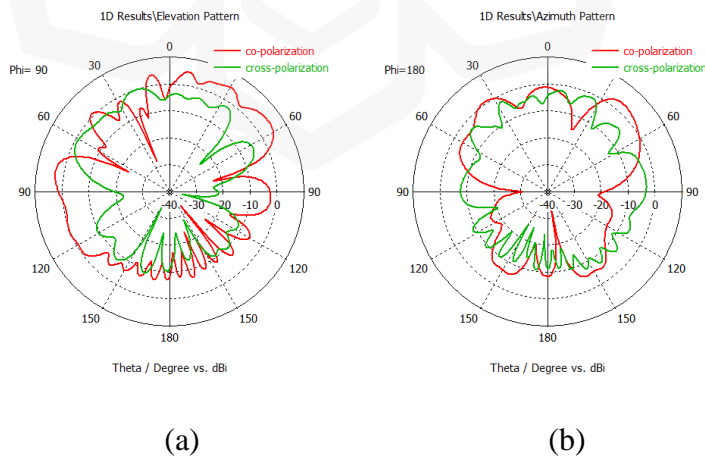 1D Results\Elevation Pattern
0
co-polarization
cross-polarization
Phi= 90
30
30
60
60
90
90
-40
-30
-20
-10
0
120
120
150
150
180
Theta / Degree vs. dBi
(a)
1D Results\Azimuth Pattern
0
co-polarization
cross-polarization
Phi=180
30
30
60
60
90
90
-40
-30
-20
-10
0
120
120
150
150
180
Theta / Degree vs. dBi
(b)